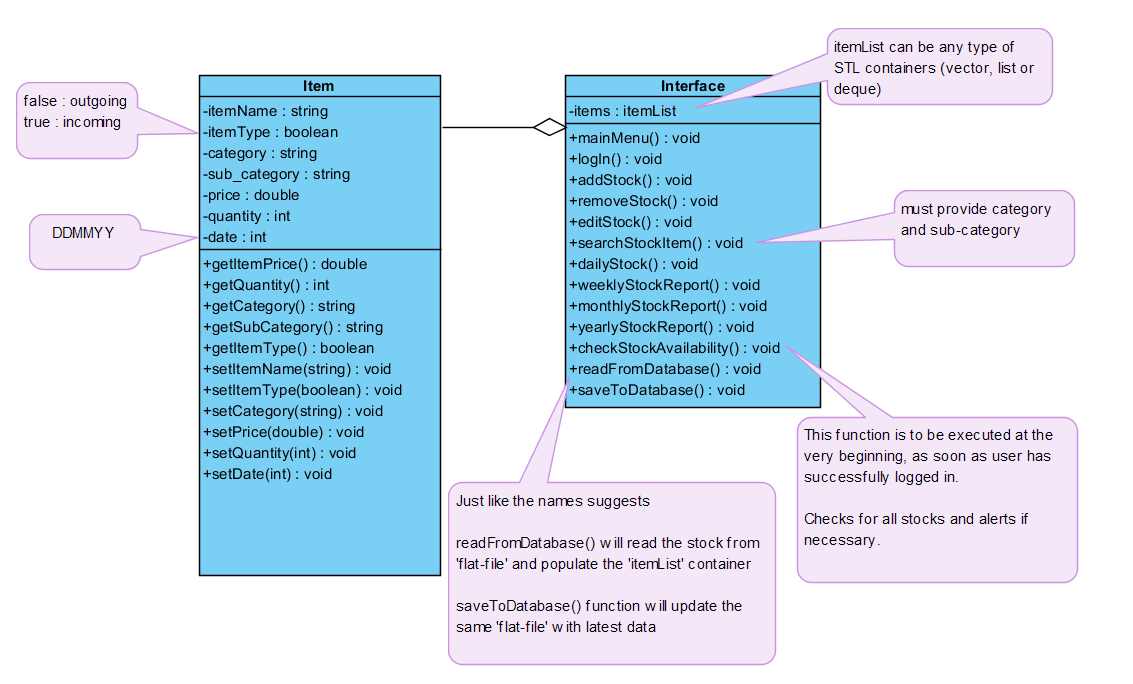 false : outgoing
true : incoming
DDMMYY
Item
-itemName : string
-itemType : boolean
-category : string
-sub_category : string
-price : double
-quantity : int
-date : int
+getItemPrice() : double
+getQuantity() : int
+getCategory() : string
+getSubCategory() : string
+getItemType() : boolean
+setItemName(string) : void
+setItemType(boolean) : void
+setCategory(string) : void
+setPrice(double) : void
+setQuantity(int) : void
+setDate(int) : void
Interface
-items : itemList
+mainMenu() : void
+logIn() : void
+addStock() : void
+removeStock() : void
+editStock() : void
+searchStockItem() : void
+dailyStock() : void
+weeklyStockReport() : void
+monthlyStockReport() : void
+yearlyStockReport() : void
+checkStockAvailability() : void
+readFromDatabase() : void
+saveToDatabase() : void
itemList can be any type of
STL containers (vector, list or
deque)
must provide category
and sub-category
This function is to be executed at the
very beginning, as soon as user has
successfully logged in.
Checks for all stocks and alerts if
necessary.
Just like the names suggests
readFromDatabase() will read the stock from
'flat-file' and populate the 'itemList' container
saveToDatabase() function will update the
same 'flat-file' with latest data